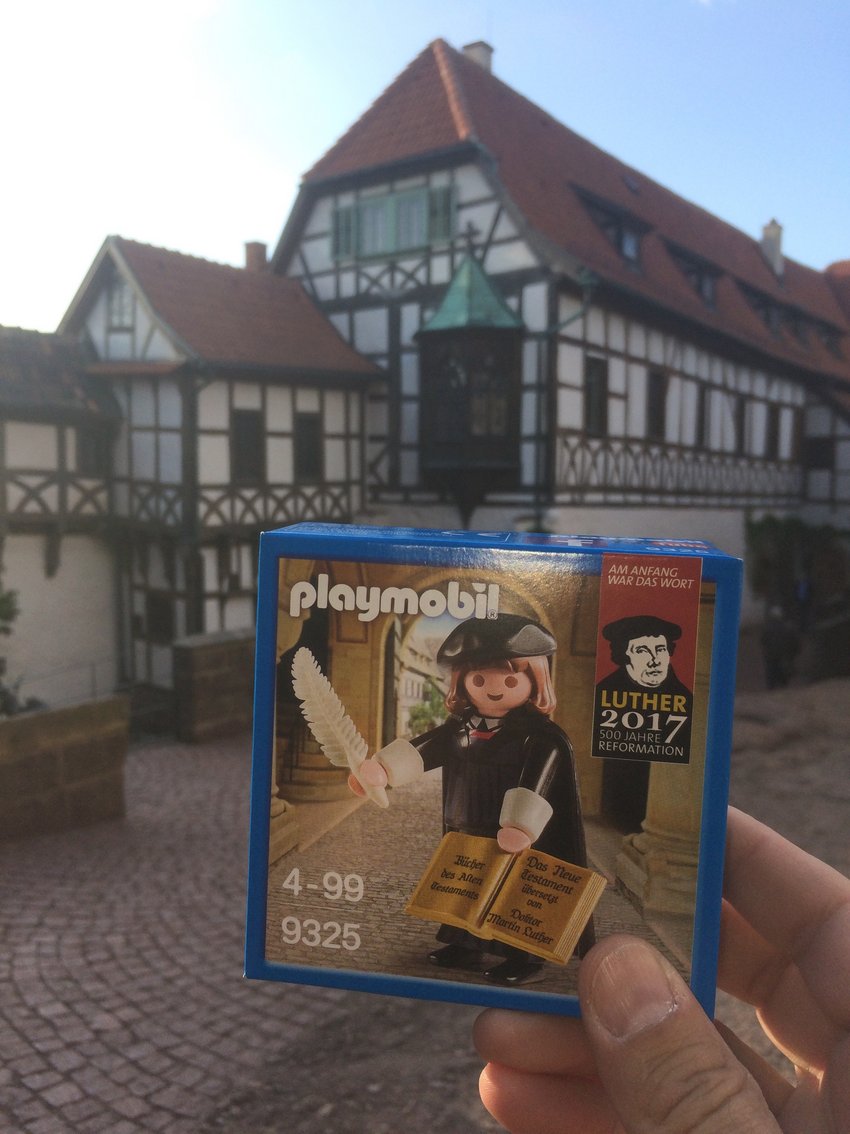 playmobil
AM ANFANG
WAR DAS WORT
LUTHER
2017
500 JAHRE
REFORMATION
4-99
9325
Bücher
des Alten
Testaments
Das Neue
Testament
übersetzt
von
Doktor
Martin Luther